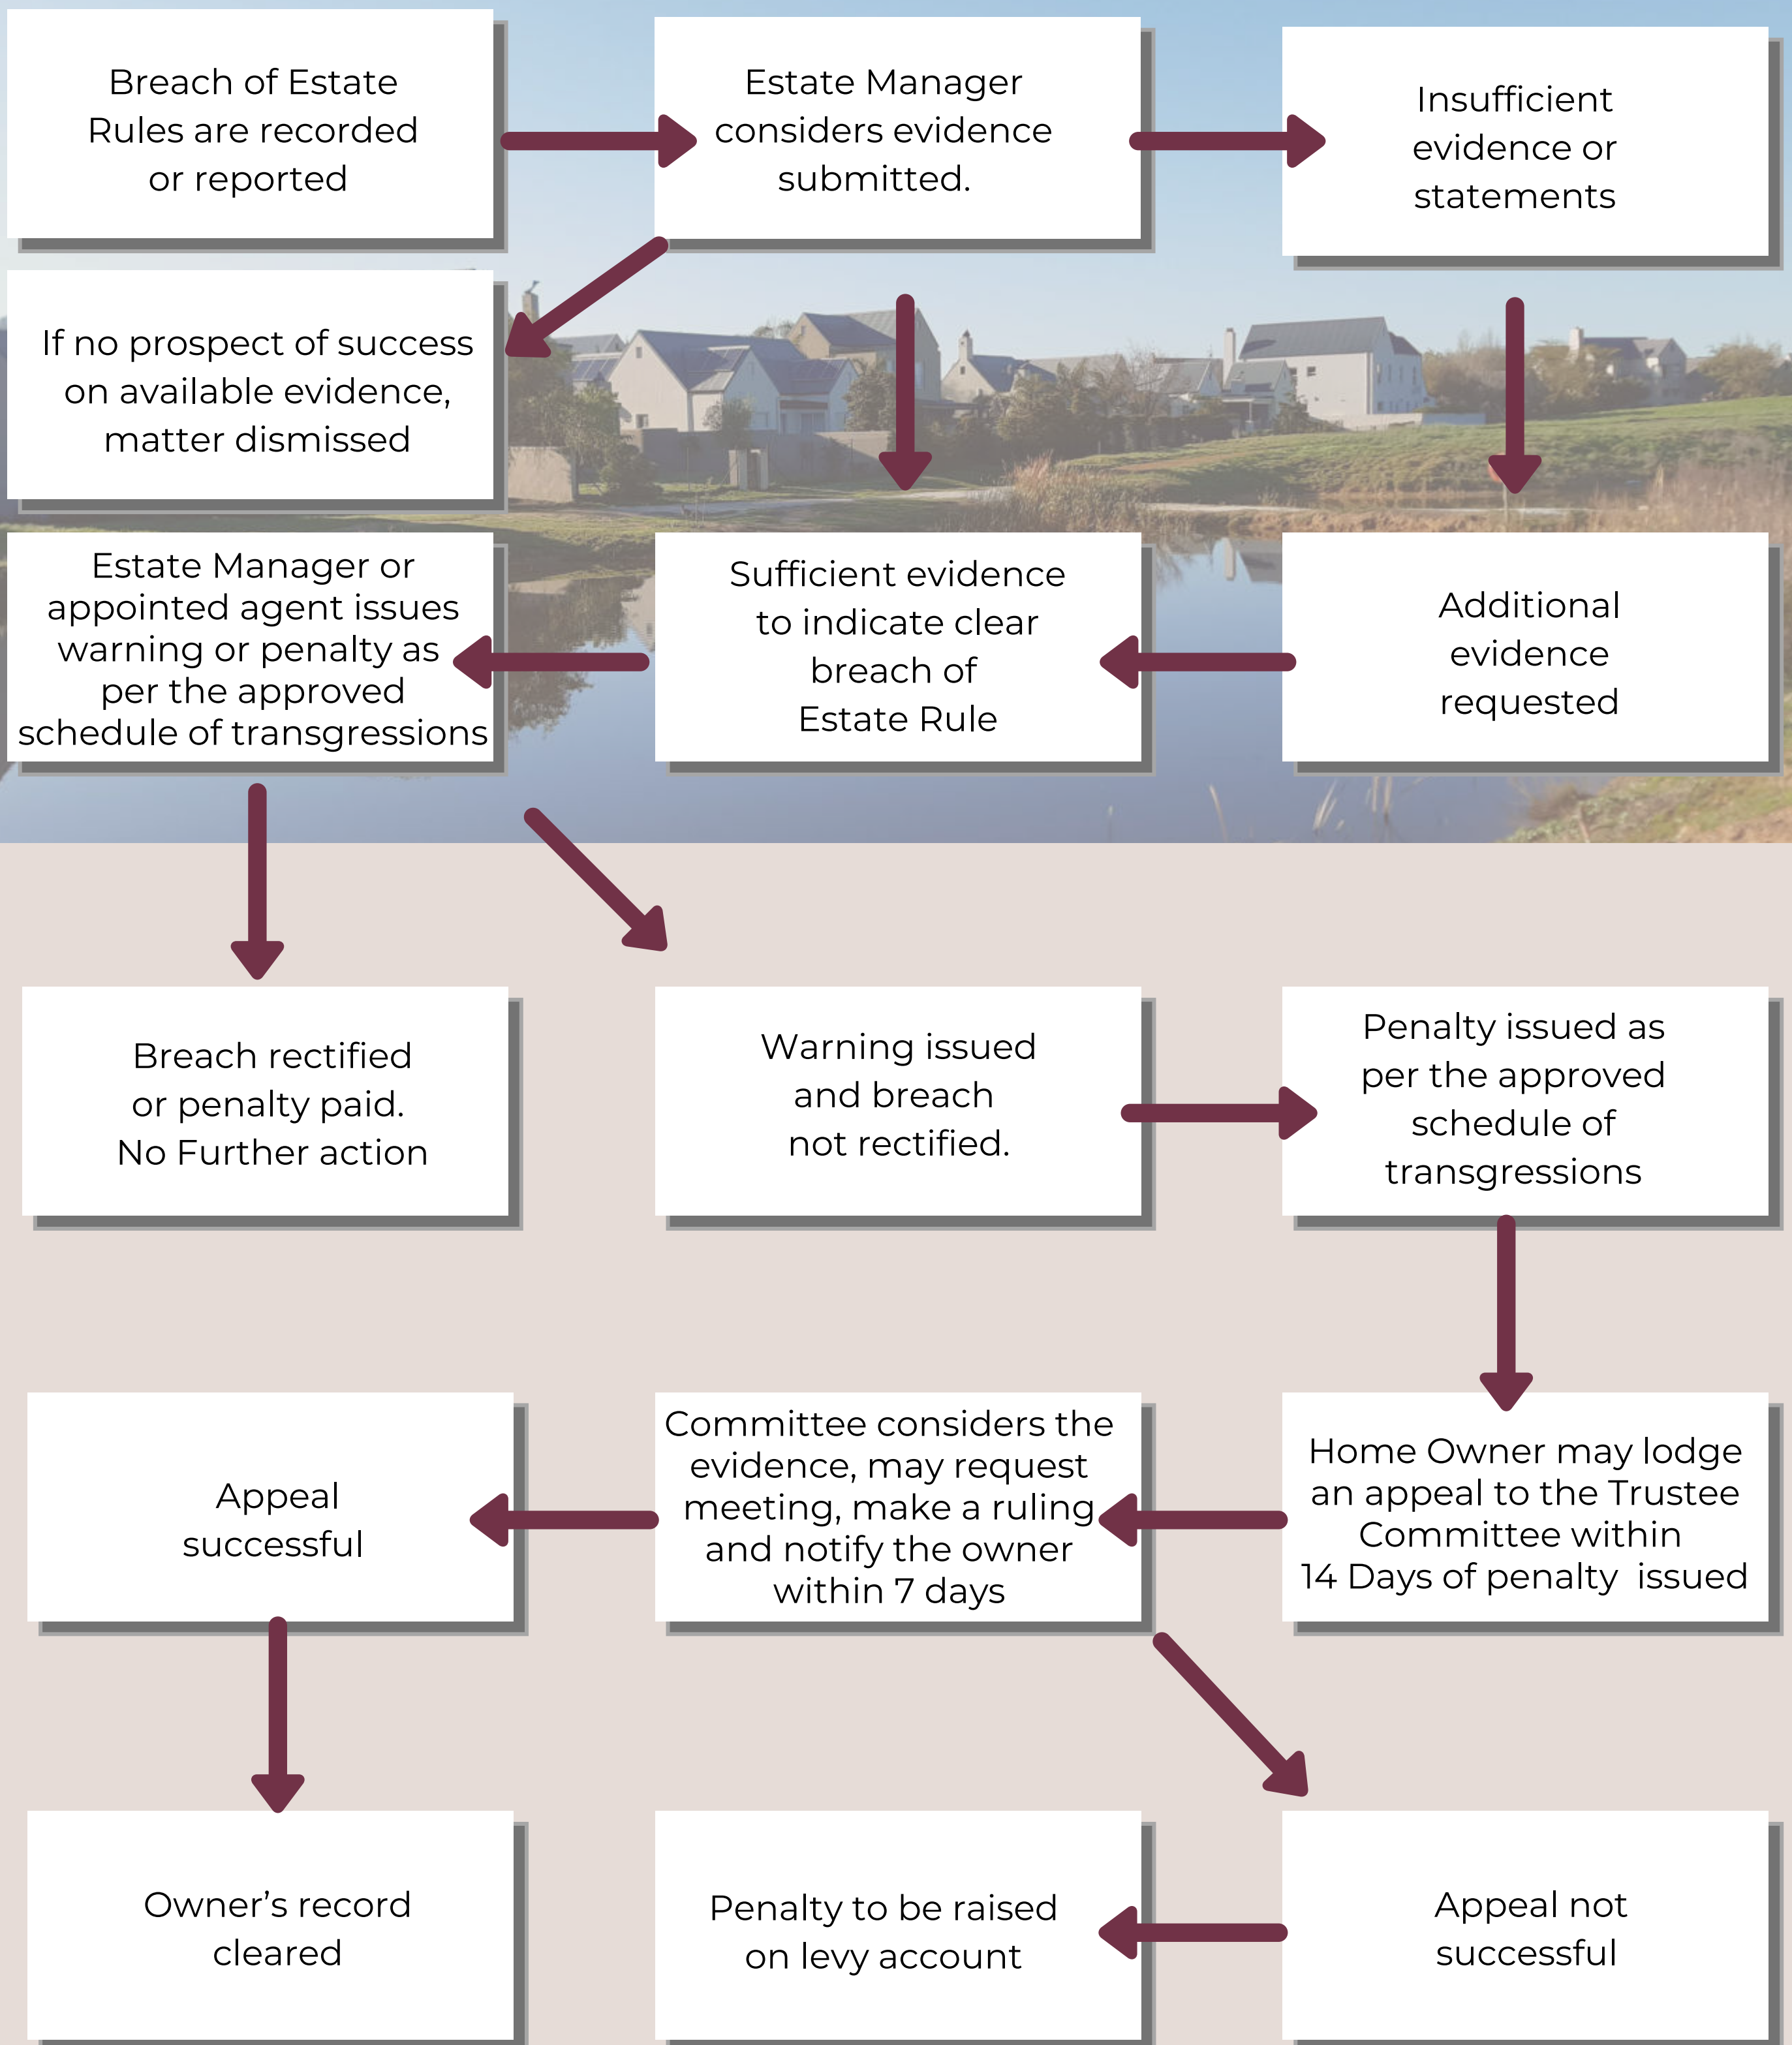 Breach of Estate
Rules are recorded
or reported
Estate Manager
considers evidence
submitted.
Insufficient
evidence or
statements
If no prospect of success
on available evidence,
matter dismissed
Estate Manager or
appointed agent issues
warning or penalty as
per the approved
schedule of transgressions
Sufficient evidence
to indicate clear
breach of
Estate Rule
Additional
evidence
requested
Breach rectified
or penalty paid.
No Further action
Warning issued
and breach
not rectified.
Penalty issued as
per the approved
schedule of
transgressions
Appeal
successful
Committee considers the
evidence, may request
meeting, make a ruling
and notify the owner
within 7 days
Home Owner may lodge
an appeal to the Trustee
Committee within
14 Days of penalty  issued
Owner’s record
cleared
Penalty to be raised
on levy account
Appeal not
successful